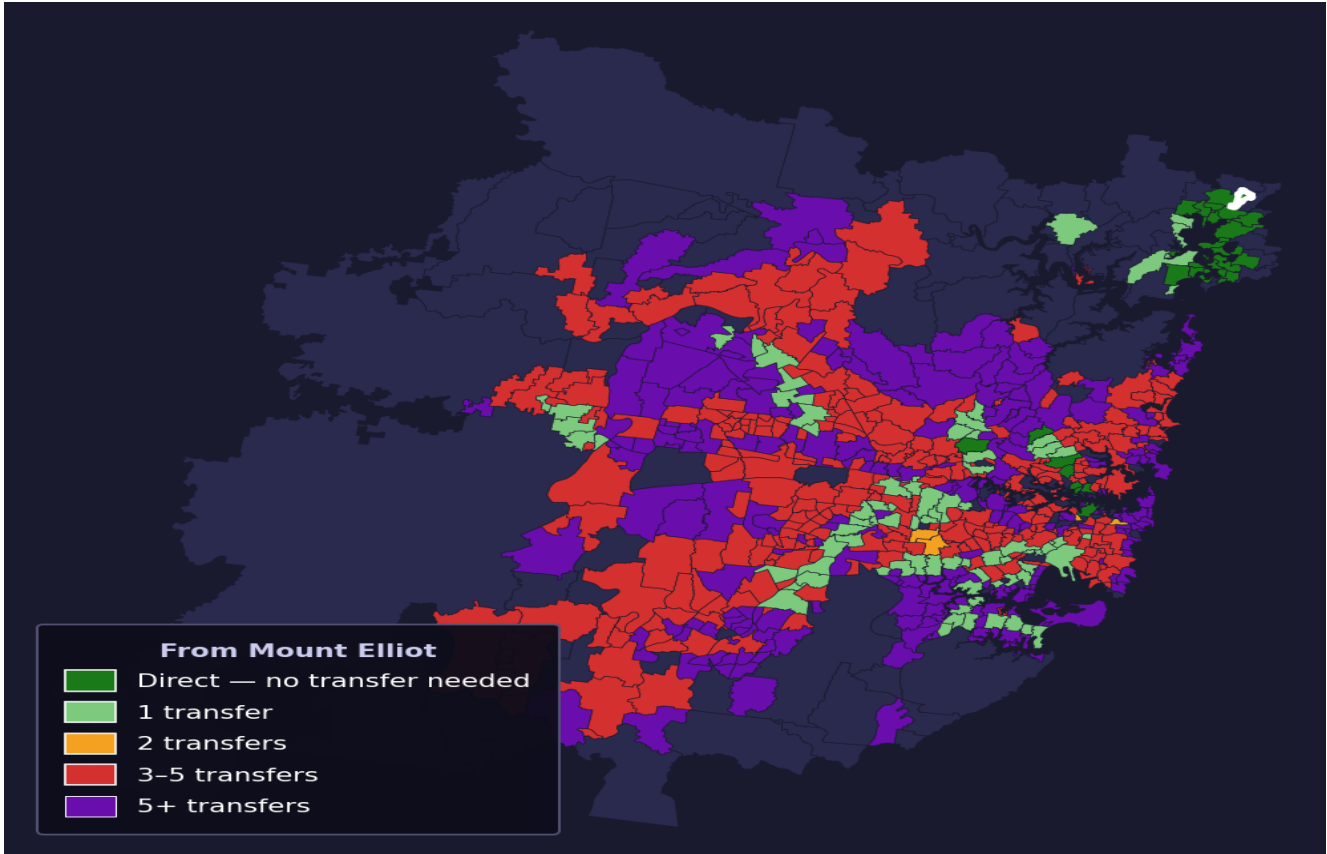 From Mount Elliot
Direct — no transfer needed
1 transfer
2 transfers
3–5 transfers
5+ transfers